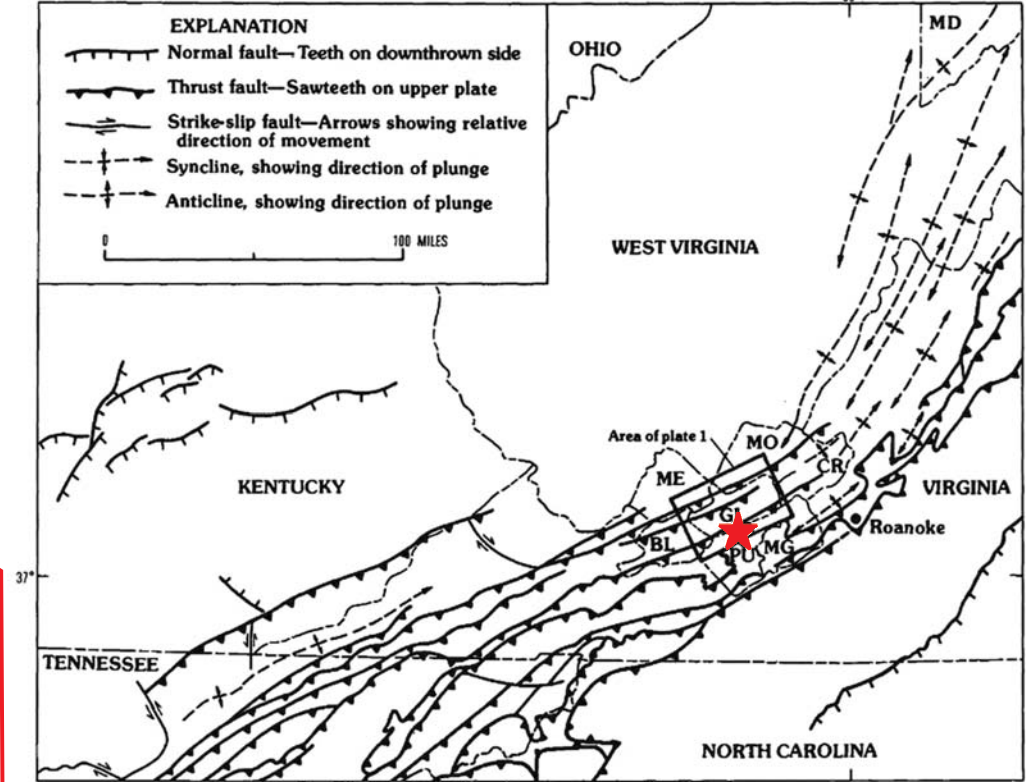 EXPLANATION
Normal fault—Teeth on downthrown side
Thrust fault—Sawteeth on upper plate
Strike-slip fault—Arrows showing relative
direction of movement
Syncline, showing direction of plunge
Anticline, showing direction of plunge
0 100 MILES
MD
OHIO
WEST VIRGINIA
Area of plate 1
MO
ME
CR
KENTUCKY
VIRGINIA
G
Roanoke
BL
MG
PU
37°
TENNESSEE
NORTH CAROLINA